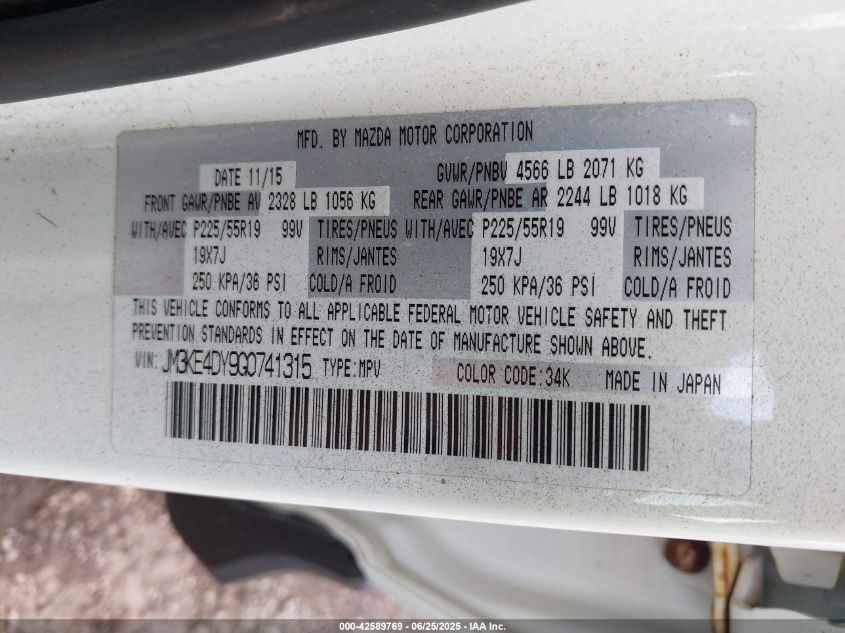 MFD. BY MAZDA MOTOR CORPORATION
DATE 11/15 GVWR/PNBV 4566 LB 2071 KG
FRONT GAWR/PNBE AV 2328 LB 1056 KG REAR GAWR/PNBE AR 2244 LB 1018 KG
WITH/AVEC P225/55R19 99V TIRES/PNEUS WITH/AVEC P225/55R19 99V TIRES/PNEUS
19X7J RIMS/JANTES 19X7J RIMS/JANTES
250 KPA/36 PSI COLD/A FROID 250 KPA/36 PSI COLD/A FROID
THIS VEHICLE CONFORMS TO ALL APPLICABLE FEDERAL MOTOR VEHICLE SAFETY AND THEFT
PREVENTION STANDARDS IN EFFECT ON THE DATE OF MANUFACTURE SHOWN ABOVE.
VIN: JM3KE4DY9G0741315 TYPE:MPV COLOR CODE:34K MADE IN JAPAN
000-42589769 - 06/25/2025 - IAA Inc.